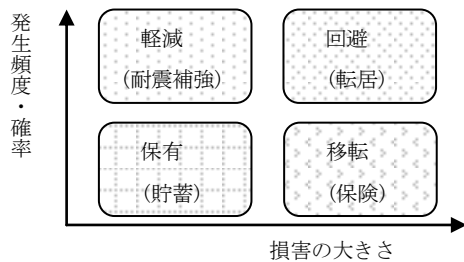 発生頻度・確率
軽減
（耐震補強）
回避
（転居）
保有
（貯蓄）
移転
（保険）
損害の大きさ